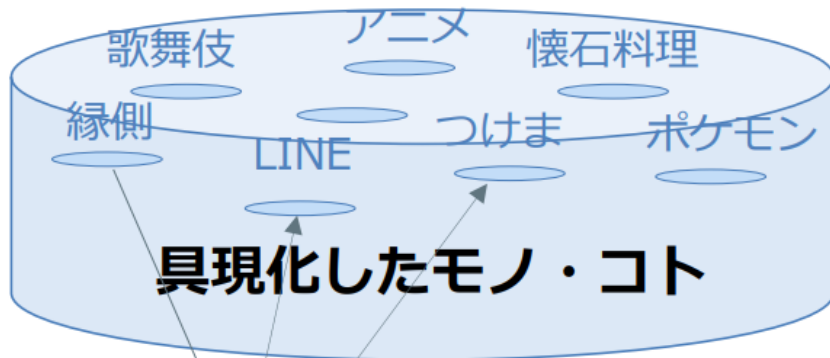 アニメ
歌舞伎
懐石料理
縁側
つけま
ポケモン
LINE
具現化したモノ・コト